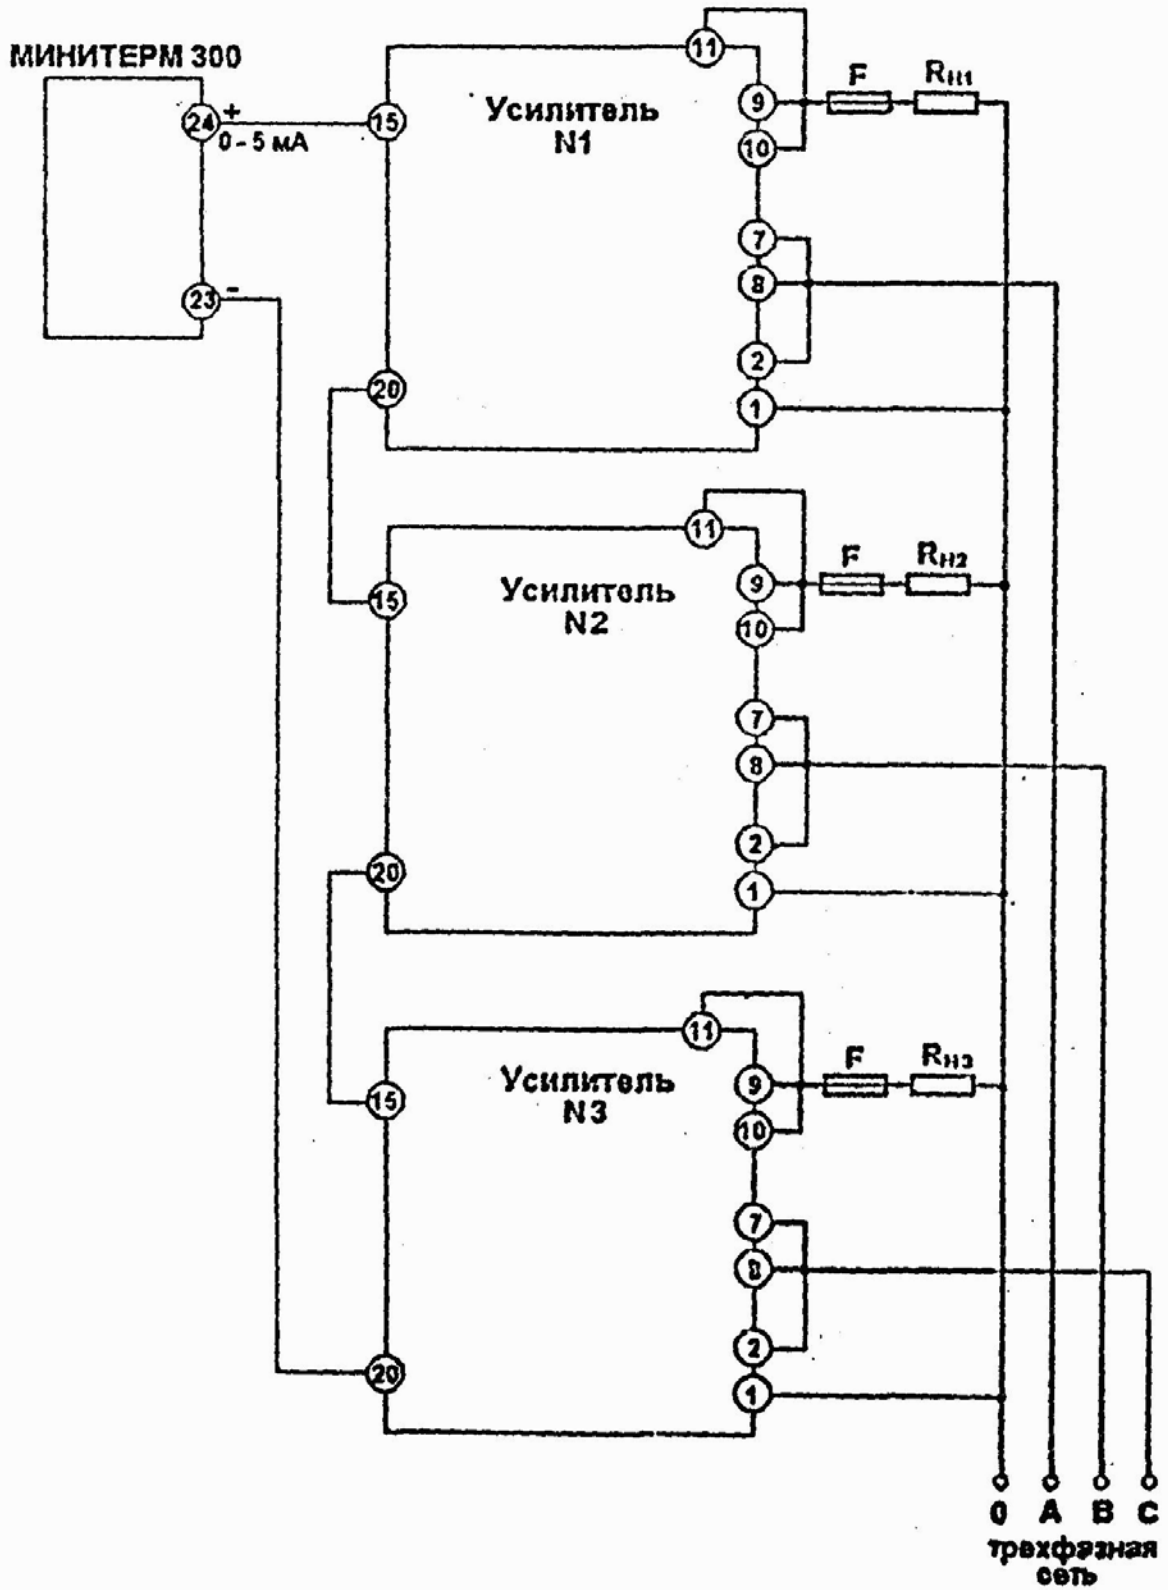 МИНИТЕРМ 300
24
+
0 - 5 мА
23
-
11
15
Усилитель
N1
9
10
F
RН1
7
8
2
1
20
11
15
Усилитель
N2
9
10
F
RН2
7
8
2
1
20
11
15
Усилитель
N3
9
10
F
RН3
7
8
2
1
20
0 A B C
трехфазная
сеть